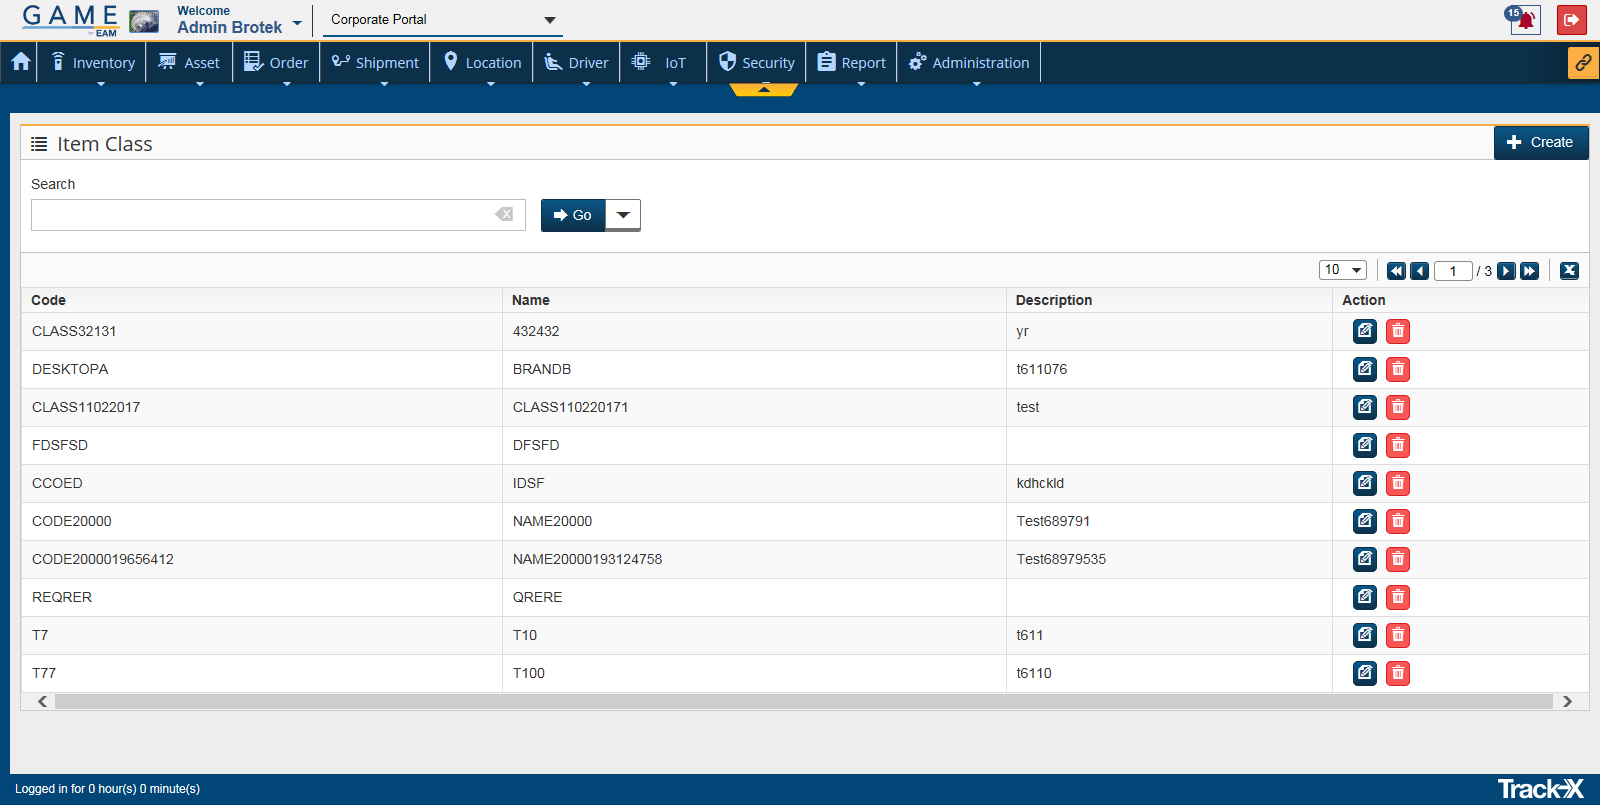 GAME
by EAM
Welcome
Admin Brotek
Corporate Portal
15
Inventory
Asset
Order
Shipment
Location
Driver
IoT
Security
Report
Administration
Item Class
Create
Search
Go
10
1 / 3
Code Name Description Action
CLASS32131 432432 yr
DESKTOPA BRANDB t611076
CLASS11022017 CLASS110220171 test
FDSFSD DFSFD
CCOED IDSF kdhckld
CODE20000 NAME20000 Test689791
CODE2000019656412 NAME20000193124758 Test68979535
REQRER QRERE
T7 T10 t611
T77 T100 t6110
Logged in for 0 hour(s) 0 minute(s)
Track-X